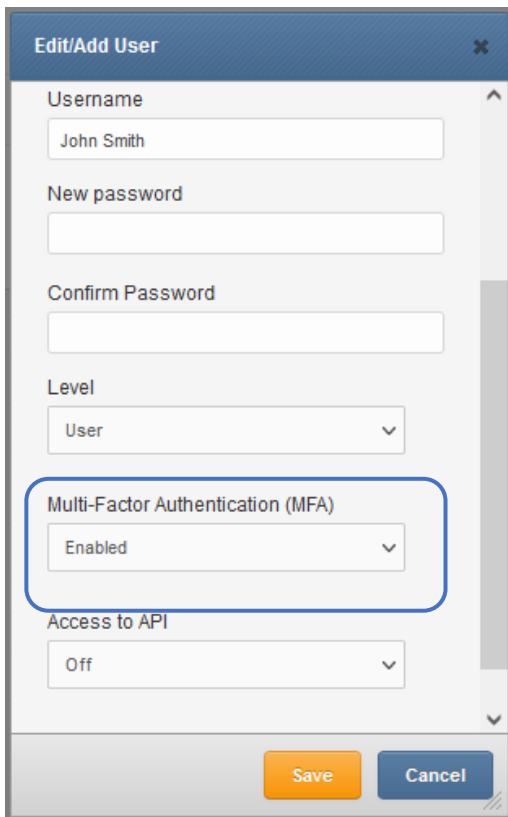 Edit/Add User
Username
John Smith
New password
Confirm Password
Level
User
Multi-Factor Authentication (MFA)
Enabled
Access to API
Off
Save Cancel